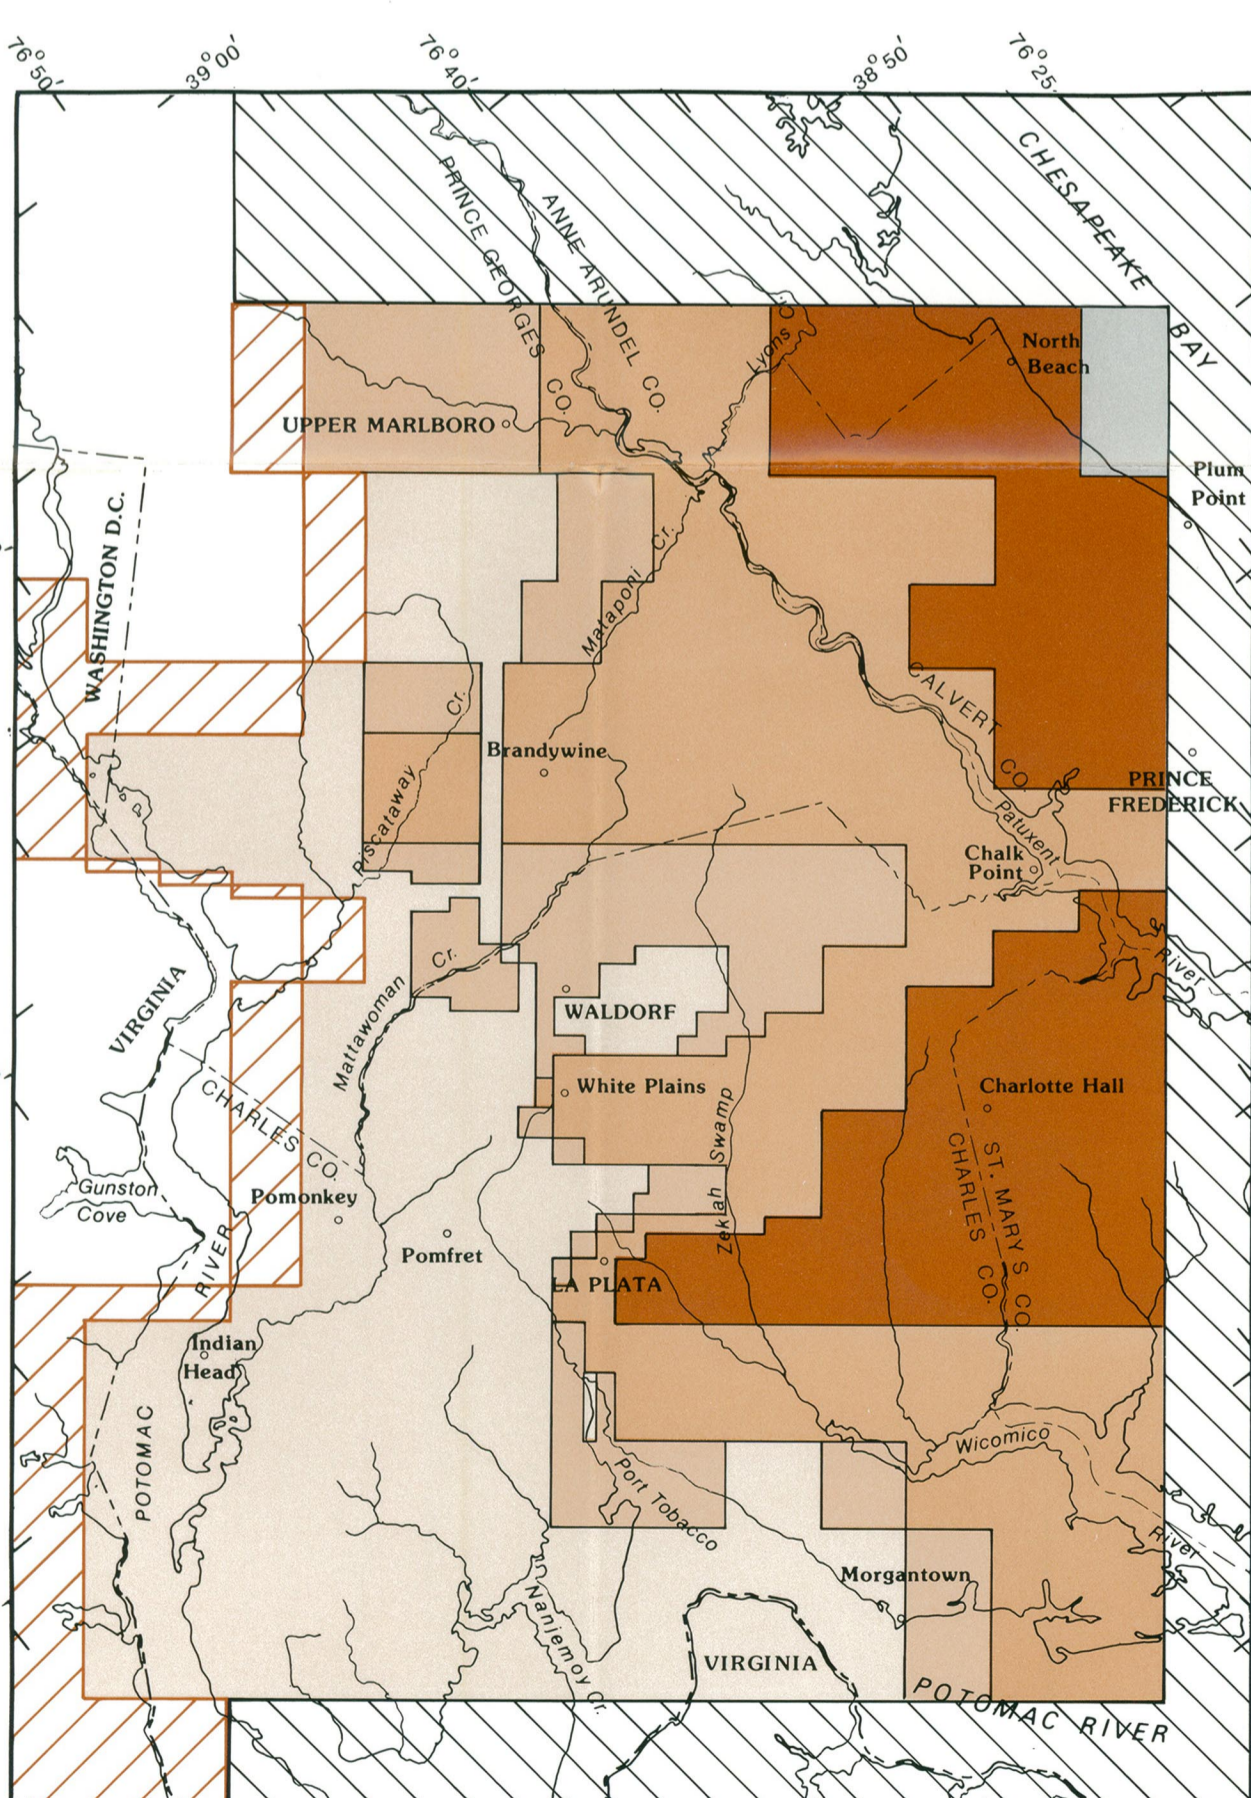 76°50'
39°00'
76°40'
38°50'
76°25'
CHESAPEAKE
BAY
PRINCE GEORGES CO.
ANNE ARUNDEL CO.
Lyons
North
Beach
UPPER MARLBORO
Plum
Point
WASHINGTON D.C.
Mataponi Cr.
CALVERT CO.
Piscataway Cr.
Brandywine
PRINCE
FREDERICK
Patuxent
River
Chalk
Point
VIRGINIA
Mattawoman Cr.
WALDORF
White Plains
Charlotte Hall
CHARLES CO.
Zekiah Swamp
ST. MARY'S CO.
CHARLES CO.
Gunston
Cove
Pomonkey
Pomfret
RIVER
LA PLATA
Indian
Head
POTOMAC
Wicomico
River
Port Tobacco
Morgantown
Nanjemoy Cr.
VIRGINIA
POTOMAC RIVER